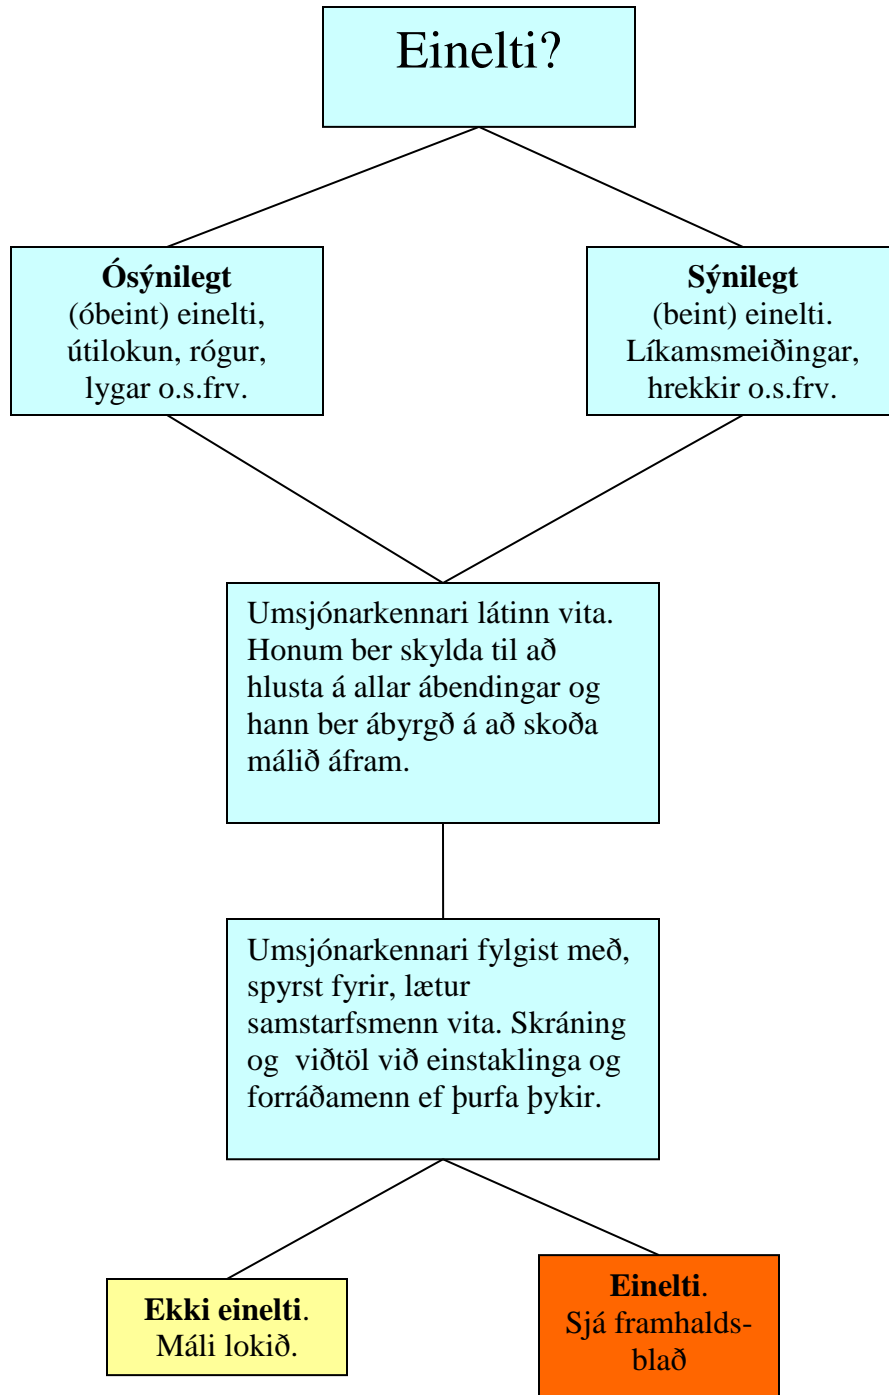 Einelti?
Ósýnilegt
(óbeint) einelti,
útilokun, rógur,
lygar o.s.frv.
Sýnilegt
(beint) einelti.
Líkamsmeiðingar,
hrekkir o.s.frv.
Umsjónarkennari látinn vita.
Honum ber skylda til að
hlusta á allar ábendingar og
hann ber ábyrgð á að skoða
málið áfram.
Umsjónarkennari fylgist með,
spyrst fyrir, lætur
samstarfsmenn vita. Skráning
og viðtöl við einstaklinga og
forráðamenn ef þurfa þykir.
Ekki einelti.
Máli lokið.
Einelti.
Sjá framhalds-
blað